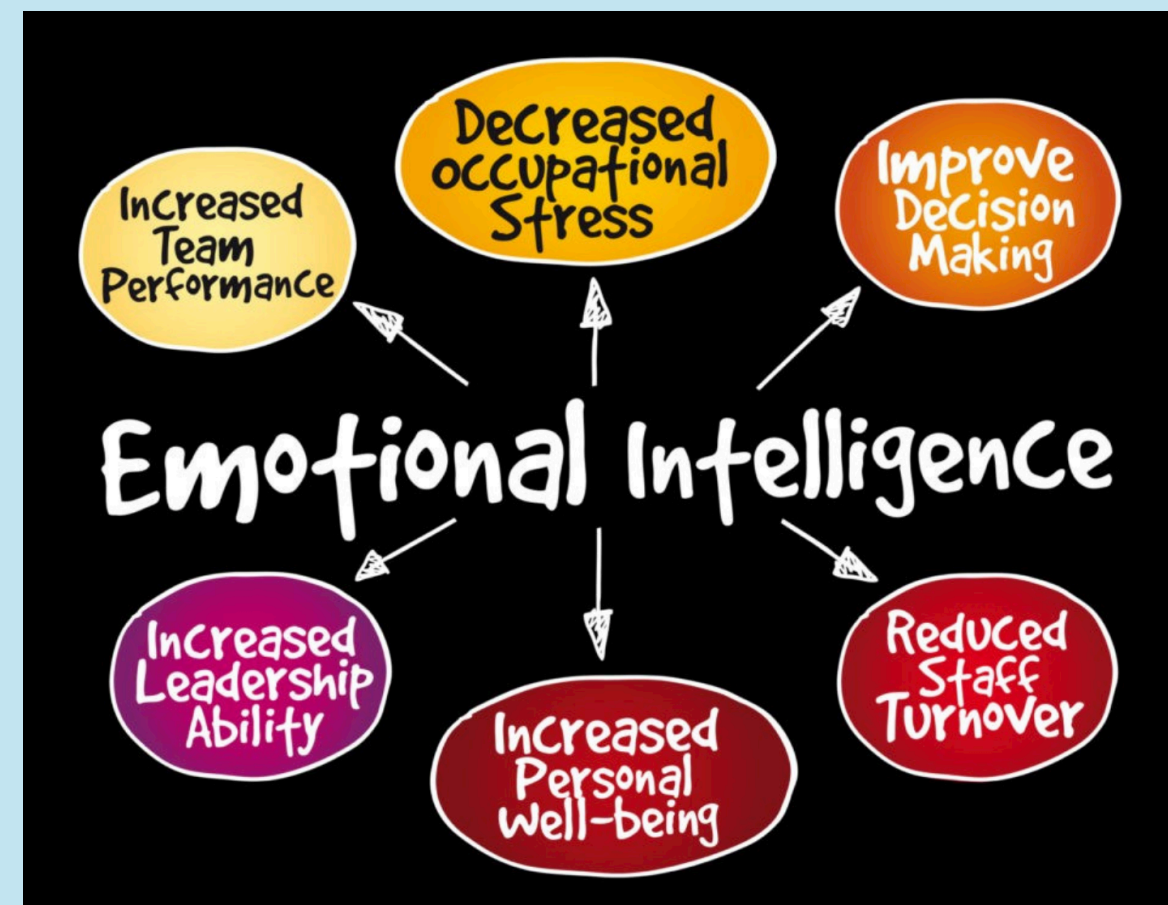 Increased
Team
Performance
Decreased
Occupational
Stress
Improve
Decision
Making
Emotional Intelligence
Increased
Leadership
Ability
Increased
Personal
Well-being
Reduced
Staff
Turnover